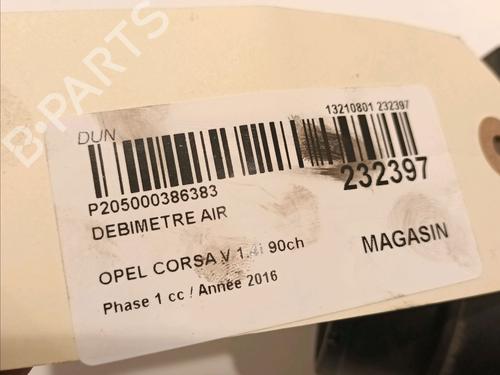 B-PARTS
DUN
13210801 232397
P205000386383
232397
DEBIMETRE AIR
MAGASIN
OPEL CORSA V 1.4i 90ch
Phase 1 cc / Année 2016